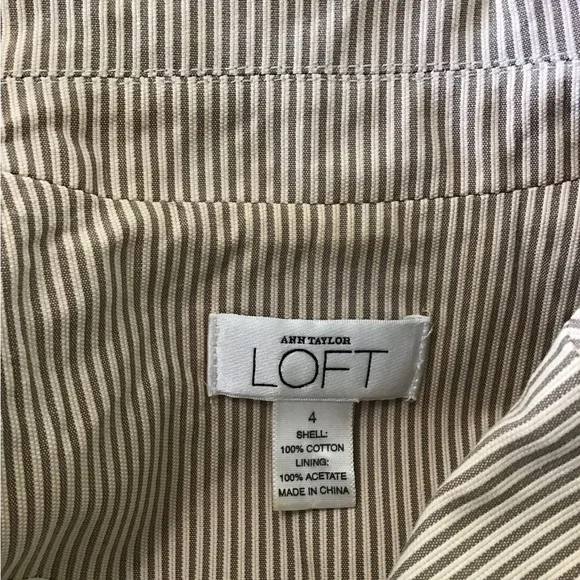 ANN TAYLOR
LOFT
4
SHELL:
100% COTTON
LINING:
100% ACETATE
MADE IN CHINA